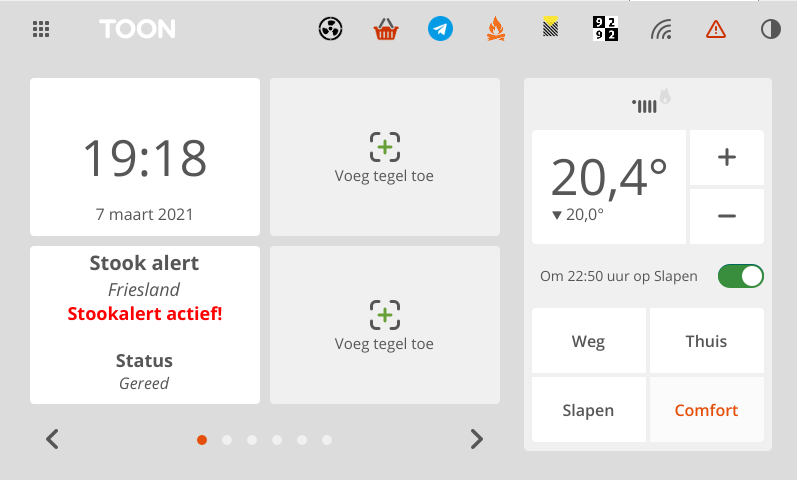 TOON
9 2
9 2
19:18
7 maart 2021
Voeg tegel toe
Stook alert
Friesland
Stookalert actief!
Status
Gereed
Voeg tegel toe
20,4°
▼ 20,0°
+
−
Om 22:50 uur op Slapen
Weg
Thuis
Slapen
Comfort